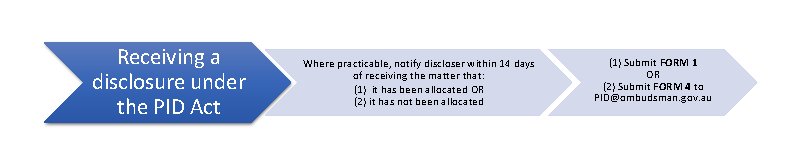 Receiving a
disclosure under
the PID Act
Where practicable, notify discloser within 14 days
of receiving the matter that:
(1) it has been allocated OR
(2) it has not been allocated
(1) Submit FORM 1
OR
(2) Submit FORM 4 to
PID@ombudsman.gov.au